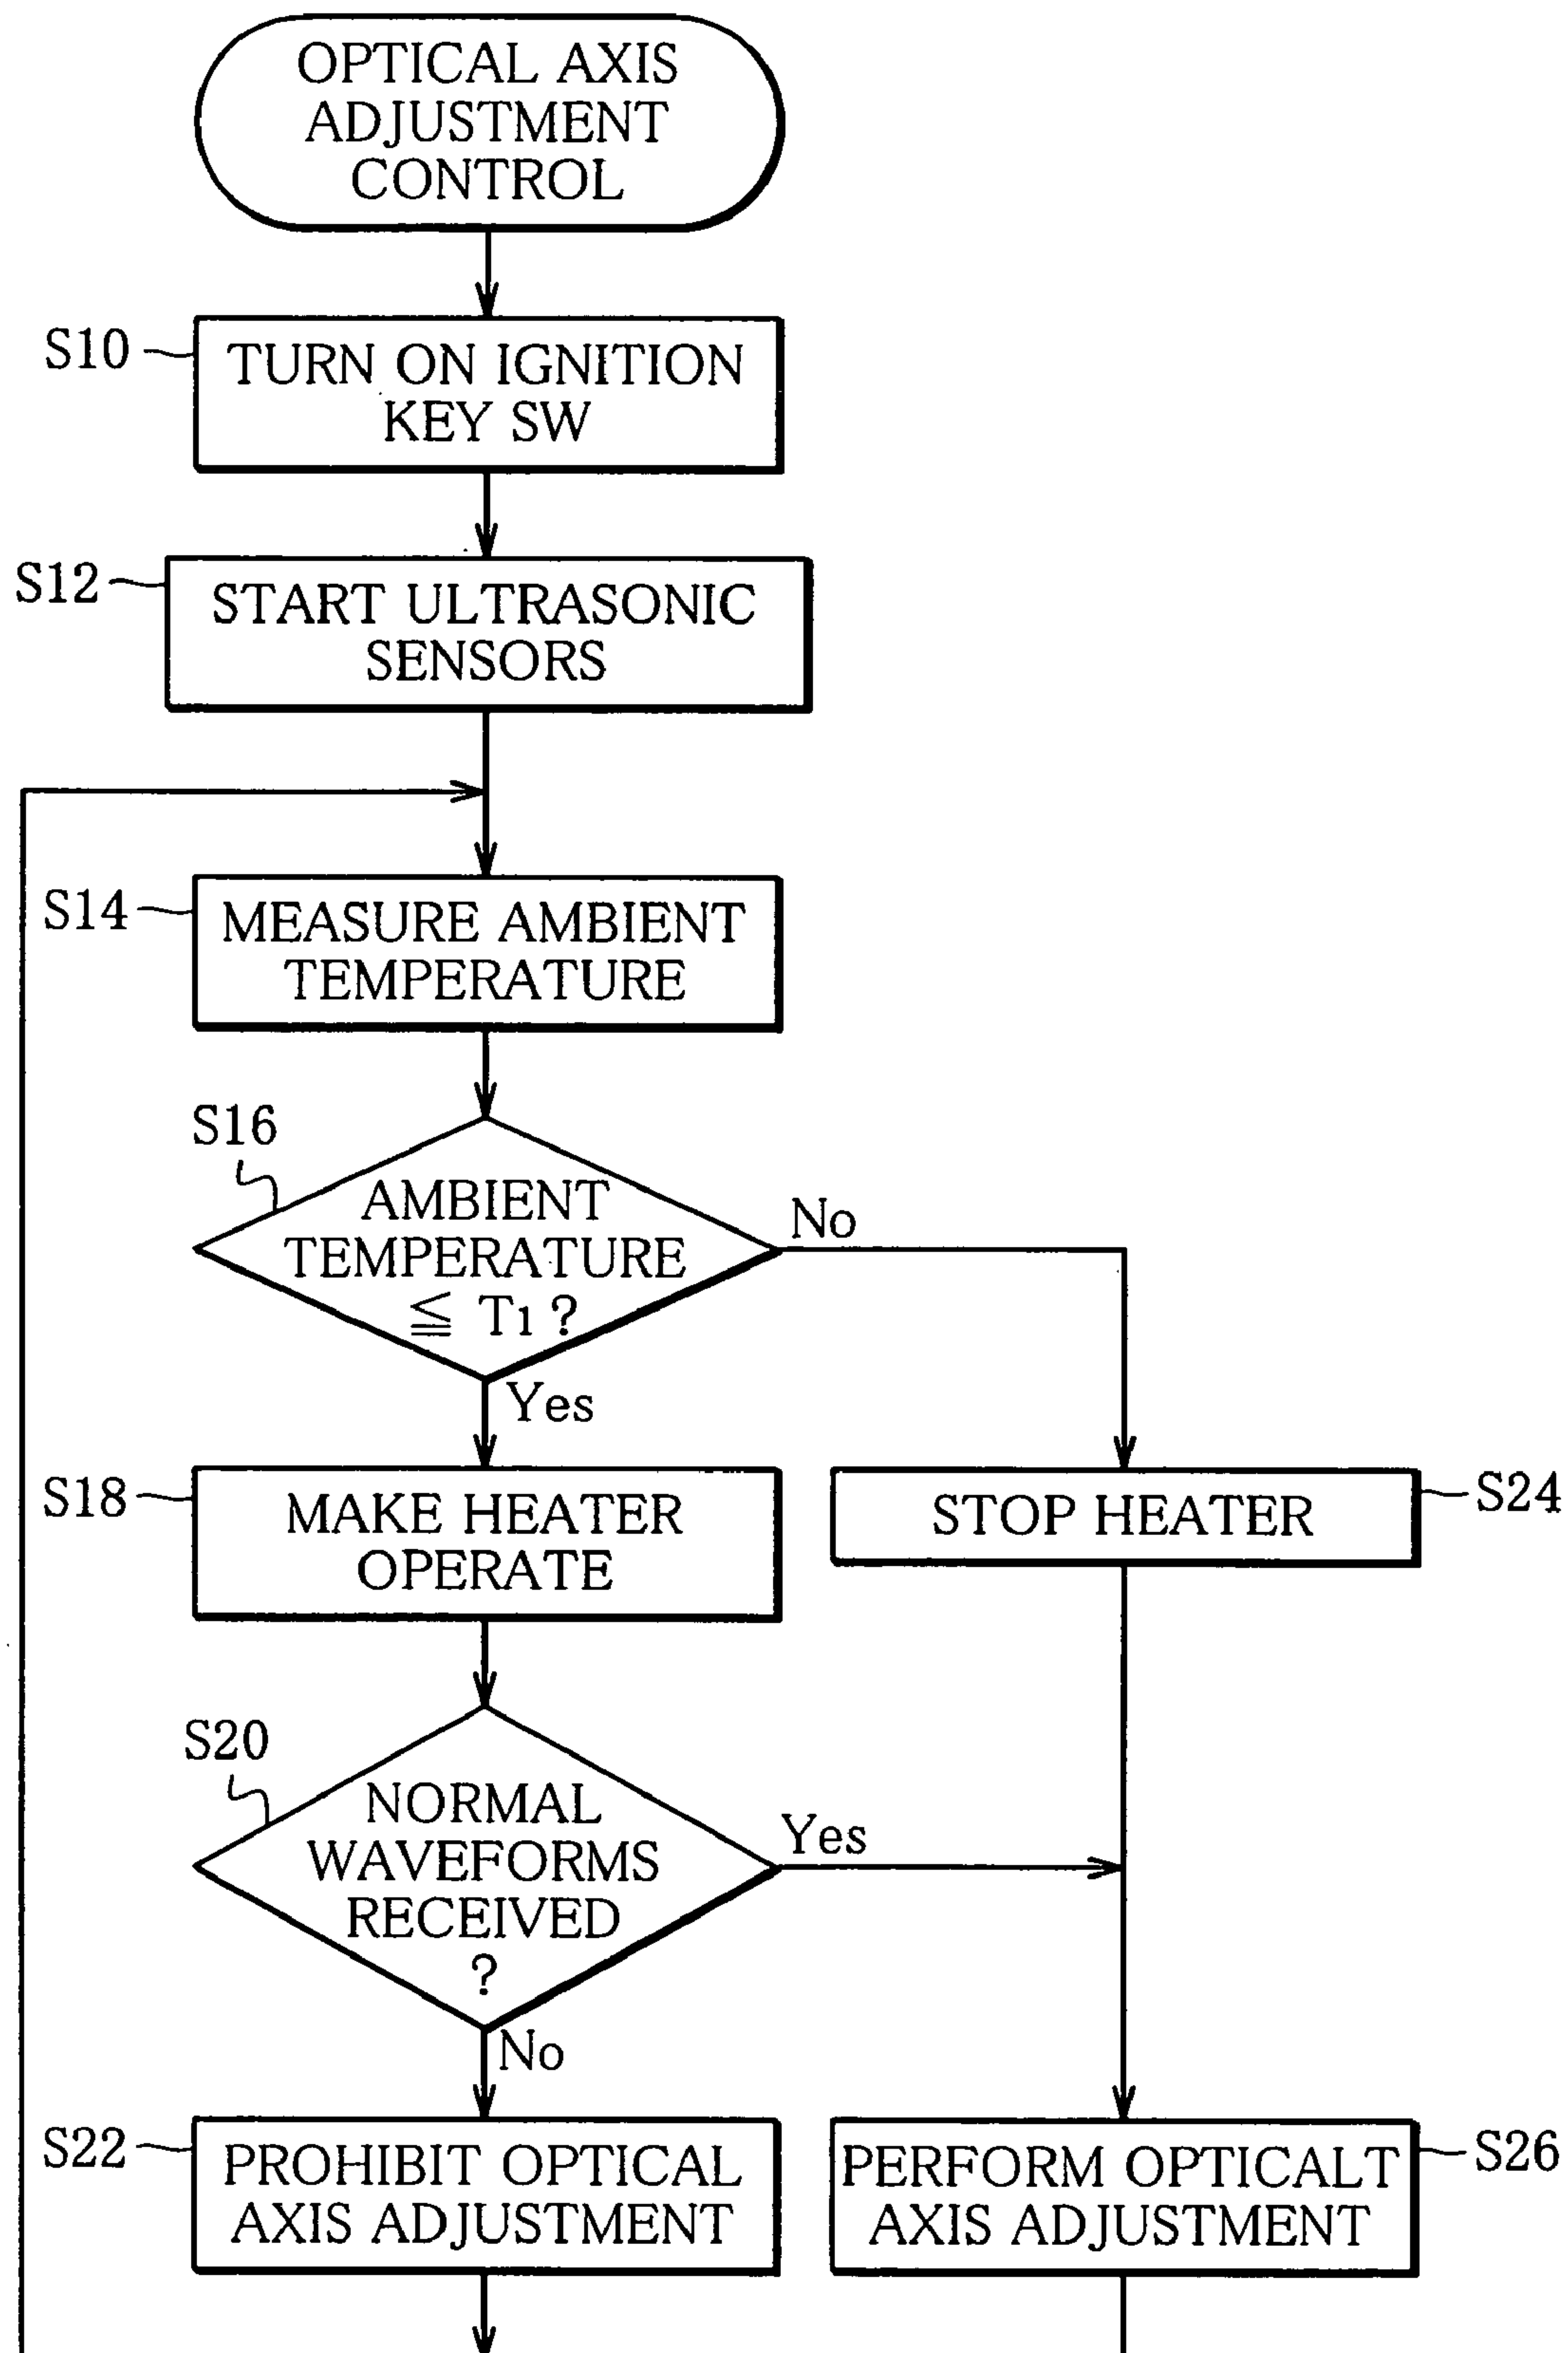 OPTICAL AXIS
ADJUSTMENT
CONTROL
S10
TURN ON IGNITION
KEY SW
S12
START ULTRASONIC
SENSORS
S14
MEASURE AMBIENT
TEMPERATURE
S16
AMBIENT
TEMPERATURE
≦ T1 ?
No
Yes
S18
MAKE HEATER
OPERATE
STOP HEATER
S24
S20
NORMAL
WAVEFORMS
RECEIVED
?
Yes
No
S22
PROHIBIT OPTICAL
AXIS ADJUSTMENT
PERFORM OPTICALT
AXIS ADJUSTMENT
S26